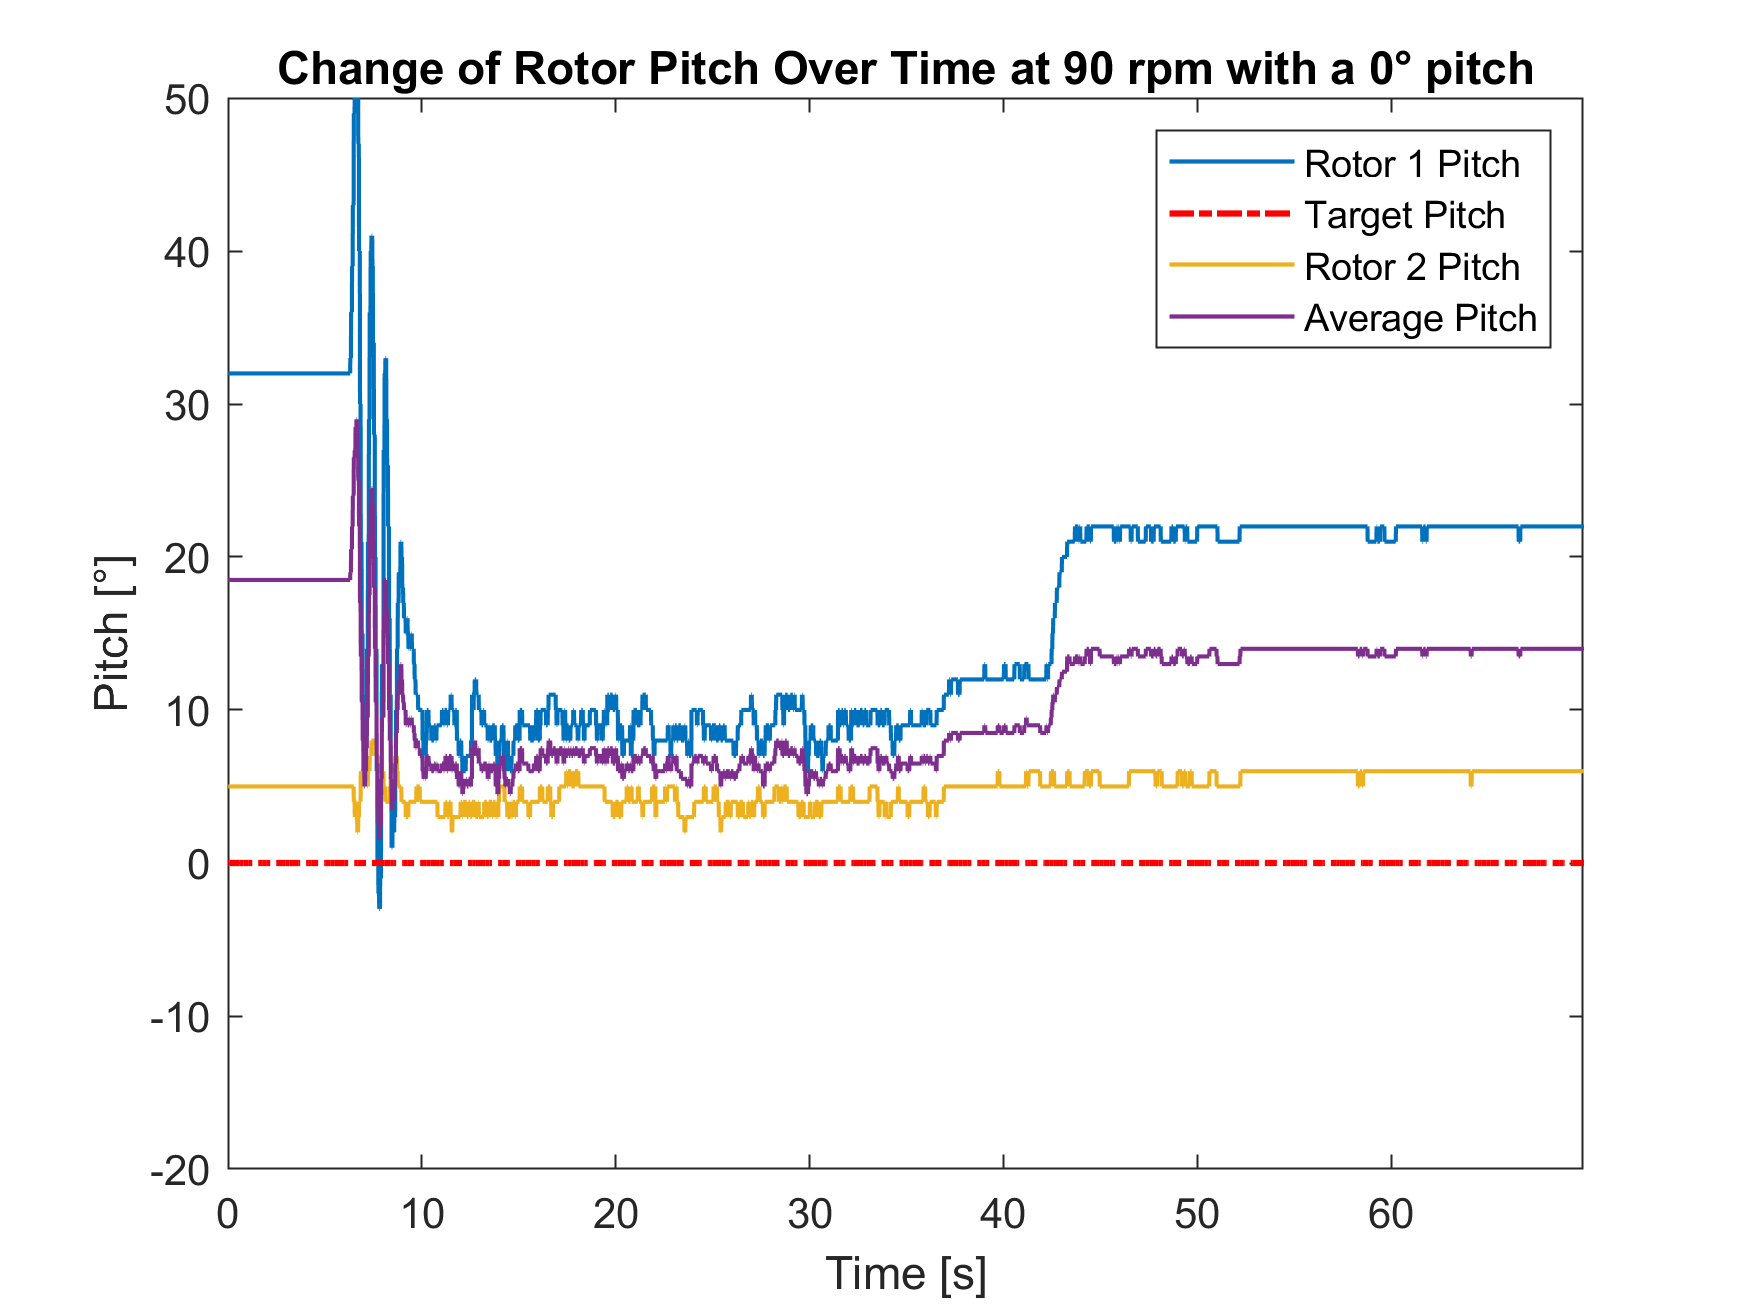 Change of Rotor Pitch Over Time at 90 rpm with a 0° pitch
50
40
30
20
10
0
-10
-20
Pitch [°]
Rotor 1 Pitch
Target Pitch
Rotor 2 Pitch
Average Pitch
0 10 20 30 40 50 60
Time [s]